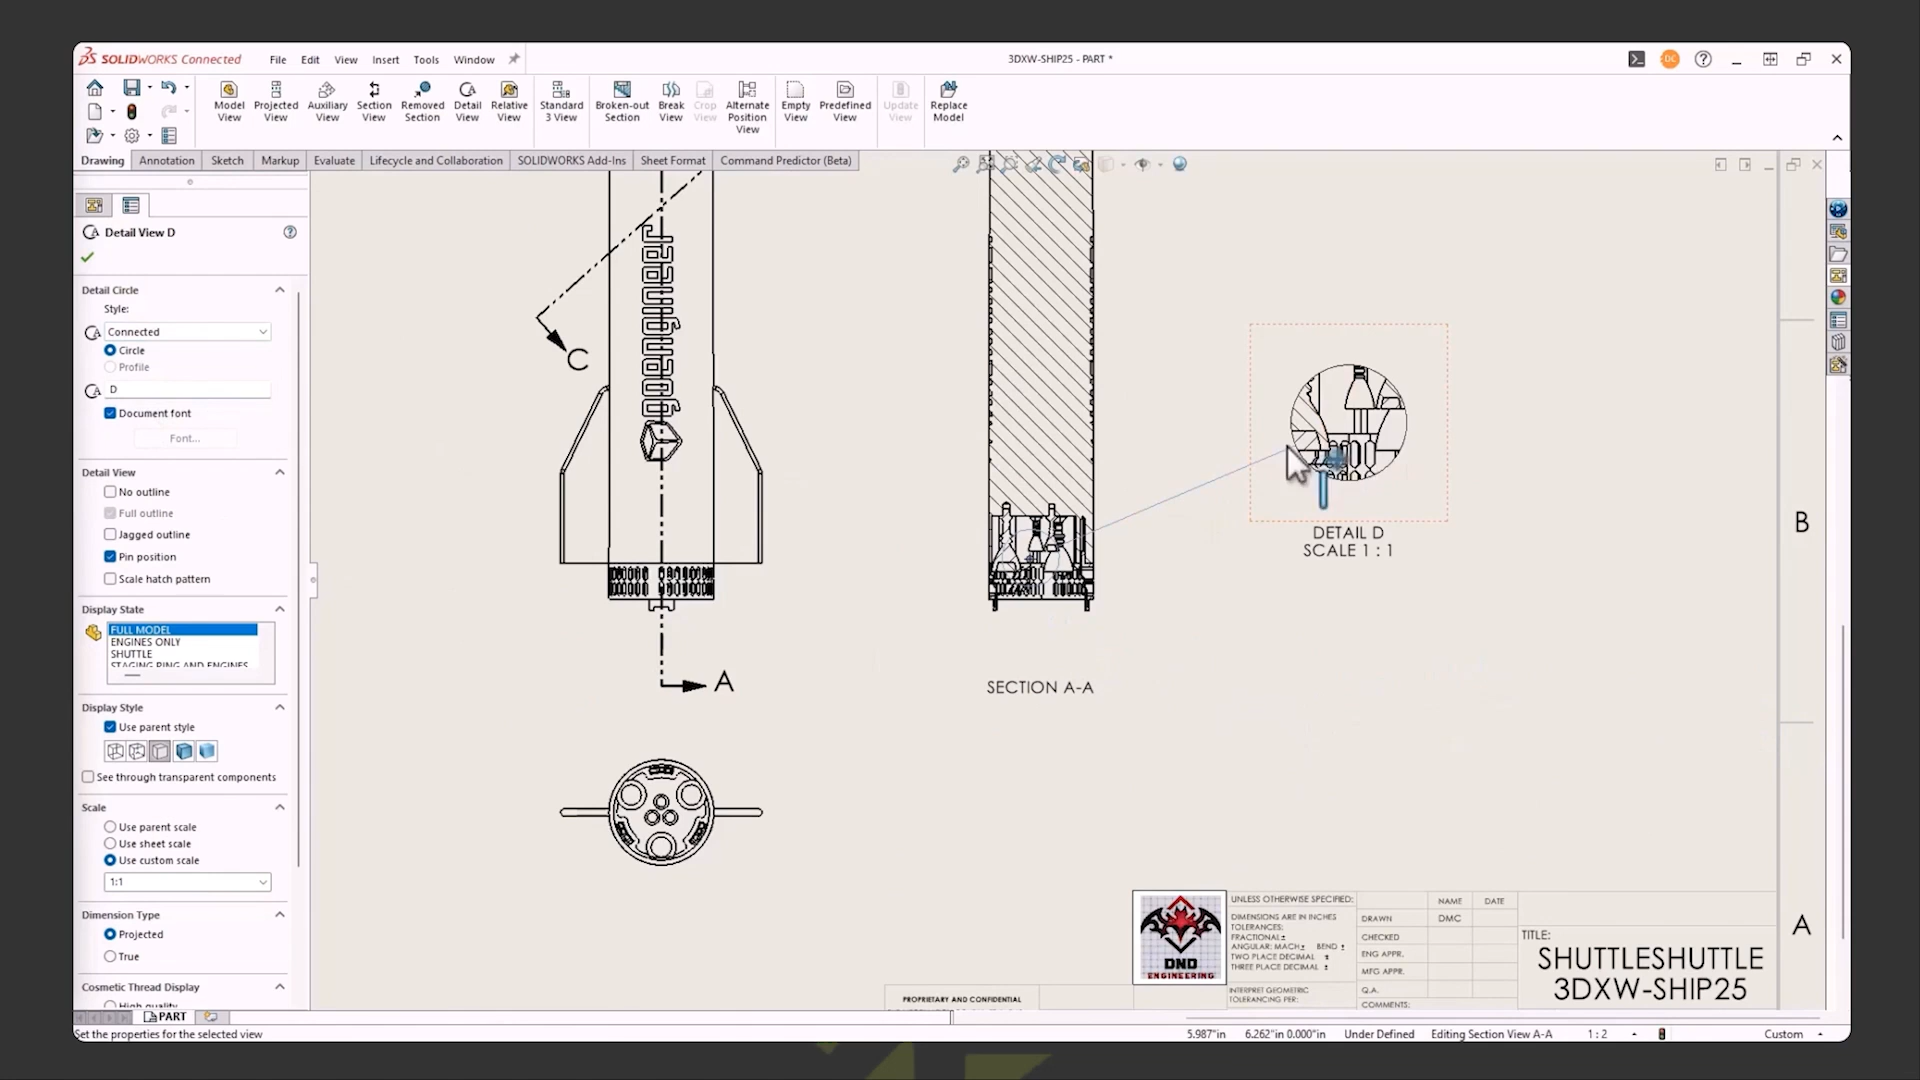 SOLIDWORKS Connected
File Edit View Insert Tools Window
3DXW-SHIP25 - PART *
DC
Model View
Projected View
Auxiliary View
Section View
Removed Section
Detail View
Relative View
Standard 3 View
Broken-out Section
Break View
Crop View
Alternate Position View
Empty View
Predefined View
Update View
Replace Model
Drawing Annotation Sketch Markup Evaluate Lifecycle and Collaboration SOLIDWORKS Add-Ins Sheet Format Command Predictor (Beta)
Detail View D
Detail Circle
Style:
Connected
Circle
Profile
D
Document font
Font...
Detail View
No outline
Full outline
Jagged outline
Pin position
Scale hatch pattern
Display State
FULL MODEL
ENGINES ONLY
SHUTTLE
STAGING RING AND ENGINES
Display Style
Use parent style
See through transparent components
Scale
Use parent scale
Use sheet scale
Use custom scale
1:1
Dimension Type
Projected
True
Cosmetic Thread Display
High quality
C
Goengineer
A
DETAIL D
SCALE 1 : 1
SECTION A-A
B
A
DND
ENGINEERING
UNLESS OTHERWISE SPECIFIED:
DIMENSIONS ARE IN INCHES
TOLERANCES:
FRACTIONAL±
ANGULAR: MACH± BEND ±
TWO PLACE DECIMAL ±
THREE PLACE DECIMAL ±
INTERPRET GEOMETRIC
TOLERANCING PER:
NAME DATE
DRAWN DMC
CHECKED
ENG APPR.
MFG APPR.
Q.A.
COMMENTS:
TITLE:
SHUTTLESHUTTLE
3DXW-SHIP25
PROPRIETARY AND CONFIDENTIAL
PART
Set the properties for the selected view
5.987"in 6.262"in 0.000"in Under Defined Editing Section View A-A 1 : 2 Custom